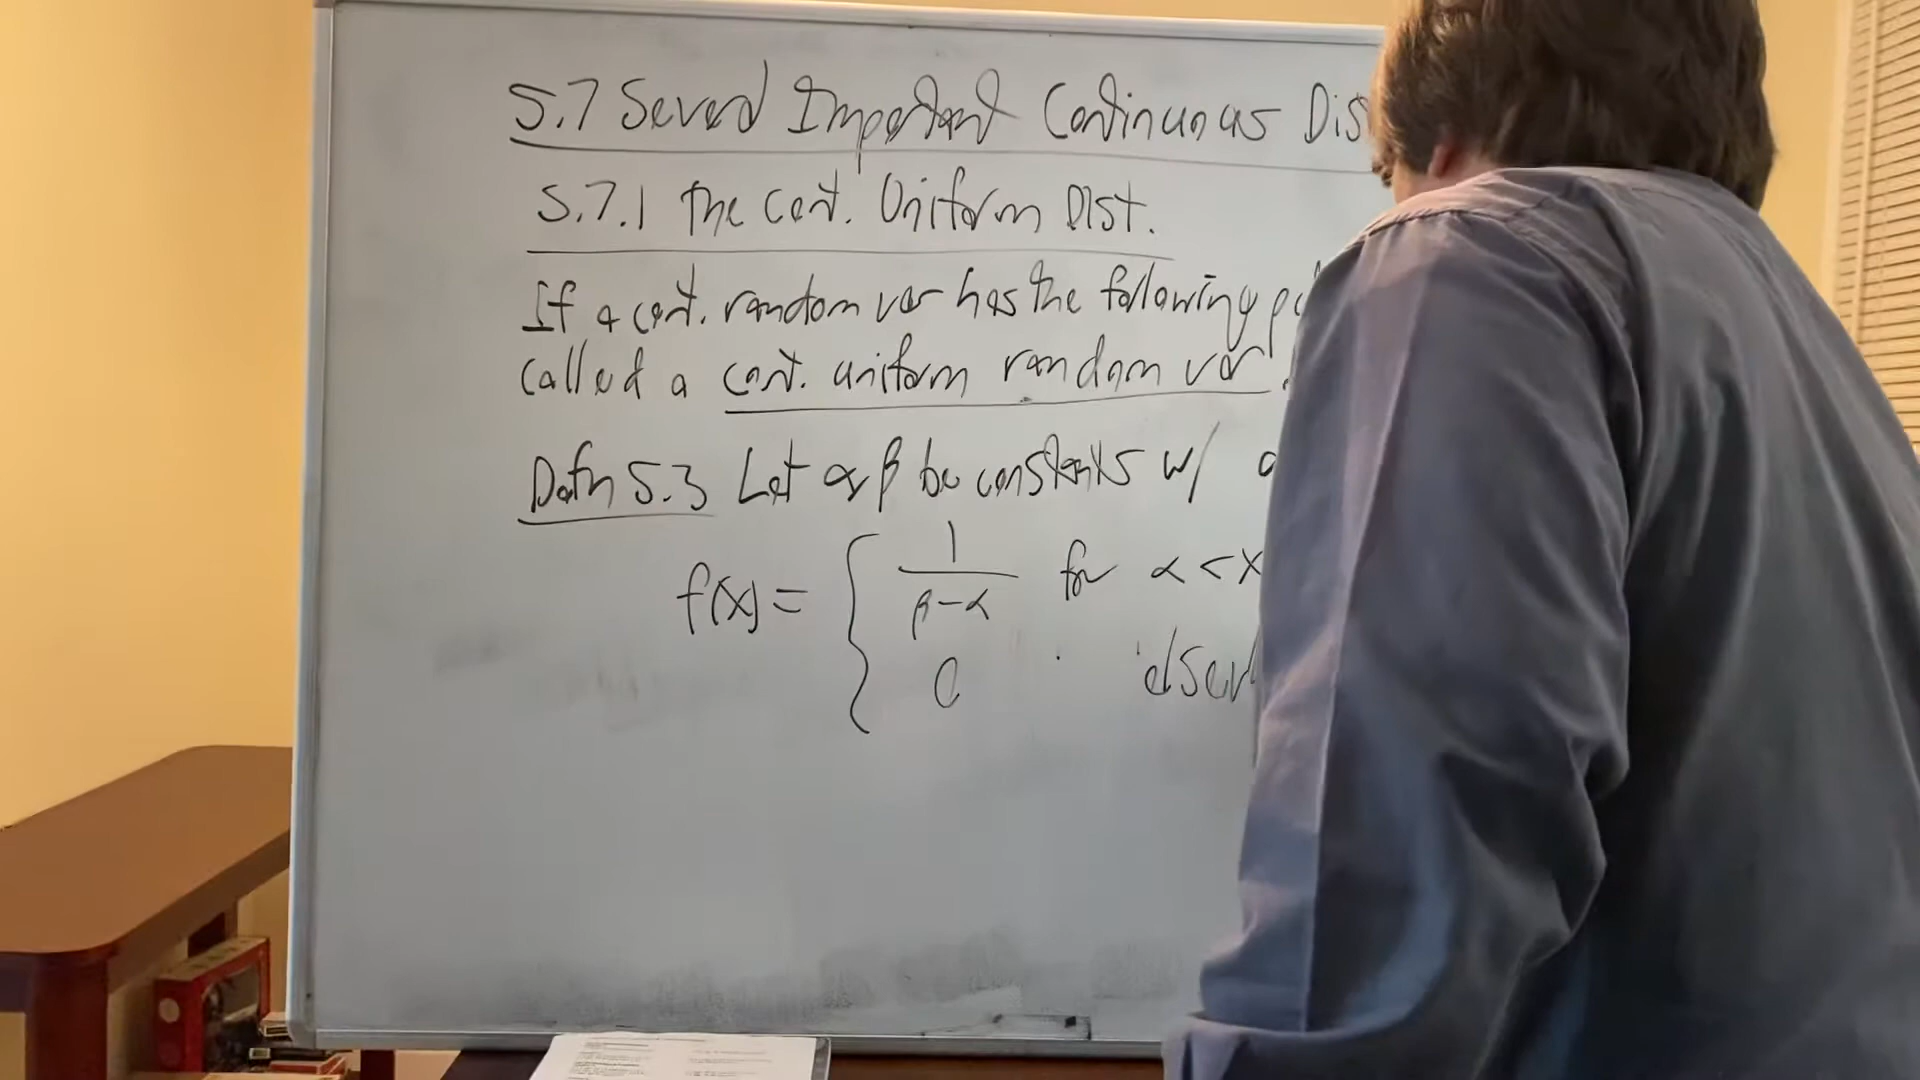 5.7 Several Important Continuous Dis
5.7.1 The Cont. Uniform Dist.
If a cont. random var has the following
called a cont. uniform random var
Defn 5.3 Let α, β be constants w/
f(x) = { 1/(β-α) for α < x
0 elsew